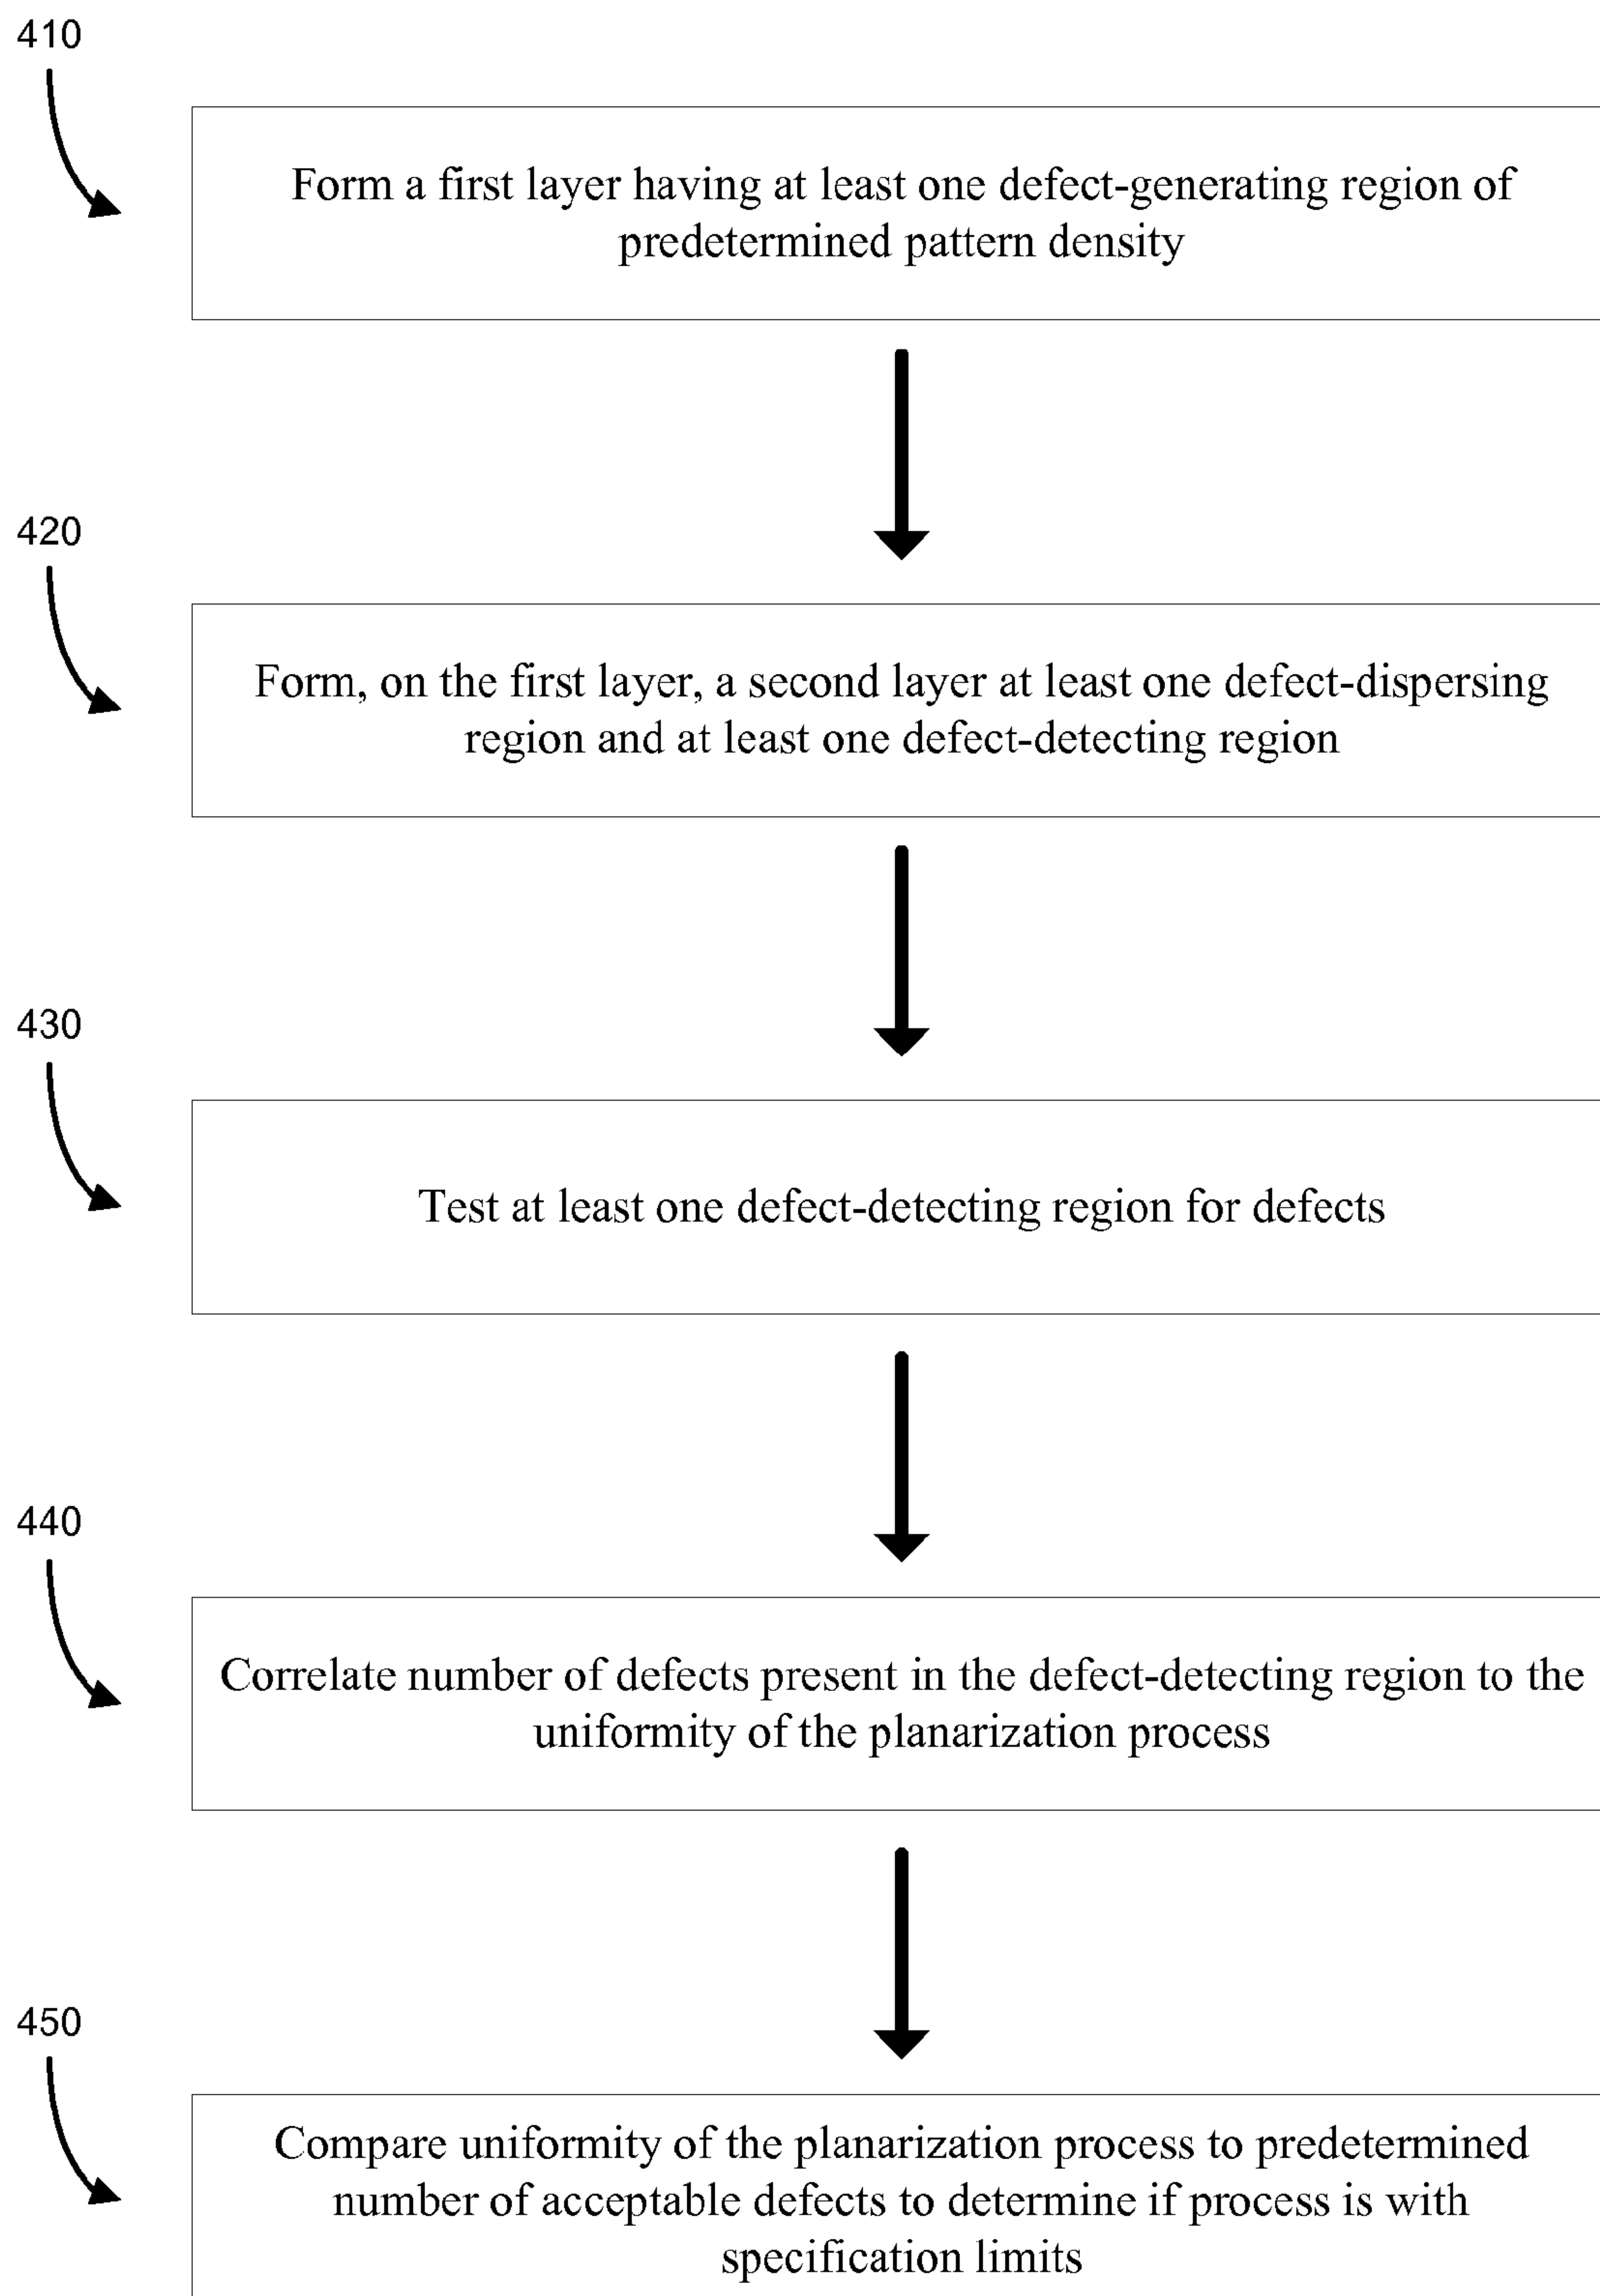 410
Form a first layer having at least one defect-generating region of
predetermined pattern density
420
Form, on the first layer, a second layer at least one defect-dispersing
region and at least one defect-detecting region
430
Test at least one defect-detecting region for defects
440
Correlate number of defects present in the defect-detecting region to the
uniformity of the planarization process
450
Compare uniformity of the planarization process to predetermined
number of acceptable defects to determine if process is with
specification limits